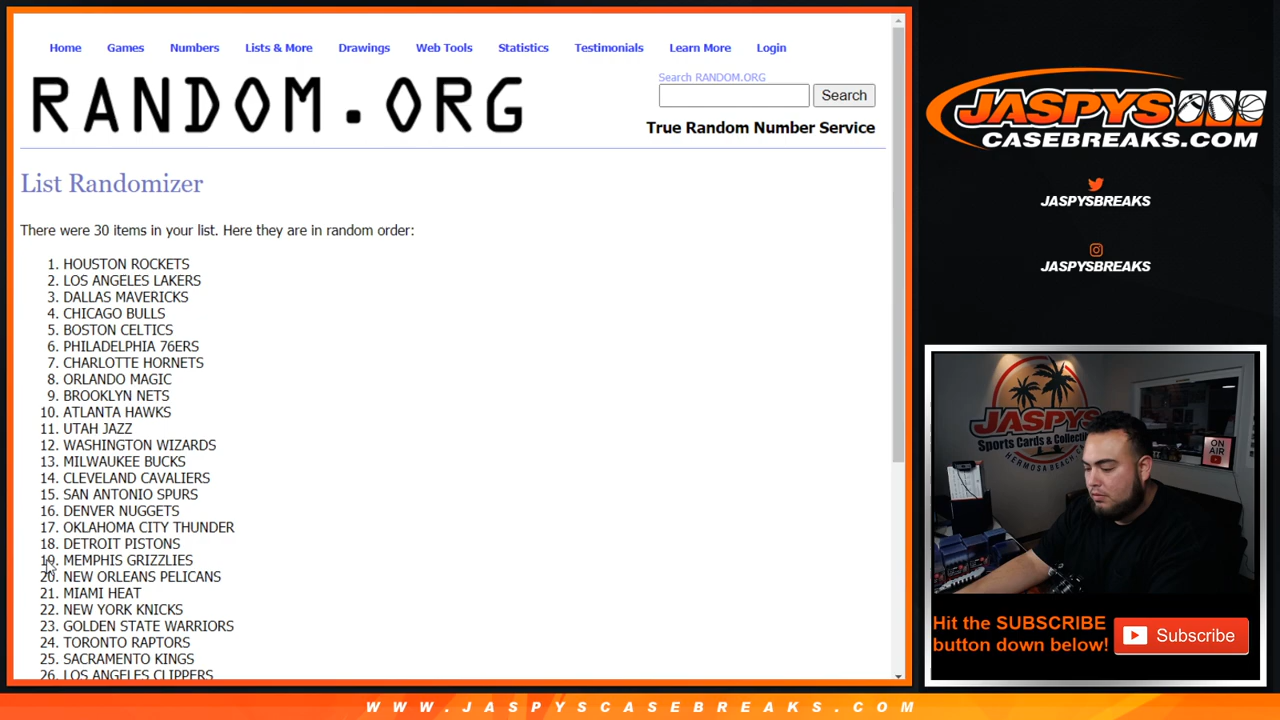 Home Games Numbers Lists & More Drawings Web Tools Statistics Testimonials Learn More Login
RANDOM.ORG
Search RANDOM.ORG
Search
True Random Number Service
List Randomizer
There were 30 items in your list. Here they are in random order:
1. HOUSTON ROCKETS
2. LOS ANGELES LAKERS
3. DALLAS MAVERICKS
4. CHICAGO BULLS
5. BOSTON CELTICS
6. PHILADELPHIA 76ERS
7. CHARLOTTE HORNETS
8. ORLANDO MAGIC
9. BROOKLYN NETS
10. ATLANTA HAWKS
11. UTAH JAZZ
12. WASHINGTON WIZARDS
13. MILWAUKEE BUCKS
14. CLEVELAND CAVALIERS
15. SAN ANTONIO SPURS
16. DENVER NUGGETS
17. OKLAHOMA CITY THUNDER
18. DETROIT PISTONS
19. MEMPHIS GRIZZLIES
20. NEW ORLEANS PELICANS
21. MIAMI HEAT
22. NEW YORK KNICKS
23. GOLDEN STATE WARRIORS
24. TORONTO RAPTORS
25. SACRAMENTO KINGS
26. LOS ANGELES CLIPPERS
JASPYS
CASEBREAKS.COM
JASPYSBREAKS
JASPYSBREAKS
JASPYS
Sports Cards & Collectibles
HERMOSA BEACH, CA
ON AIR
Hit the SUBSCRIBE
button down below!
Subscribe
WWW.JASPYSCASEBREAKS.COM